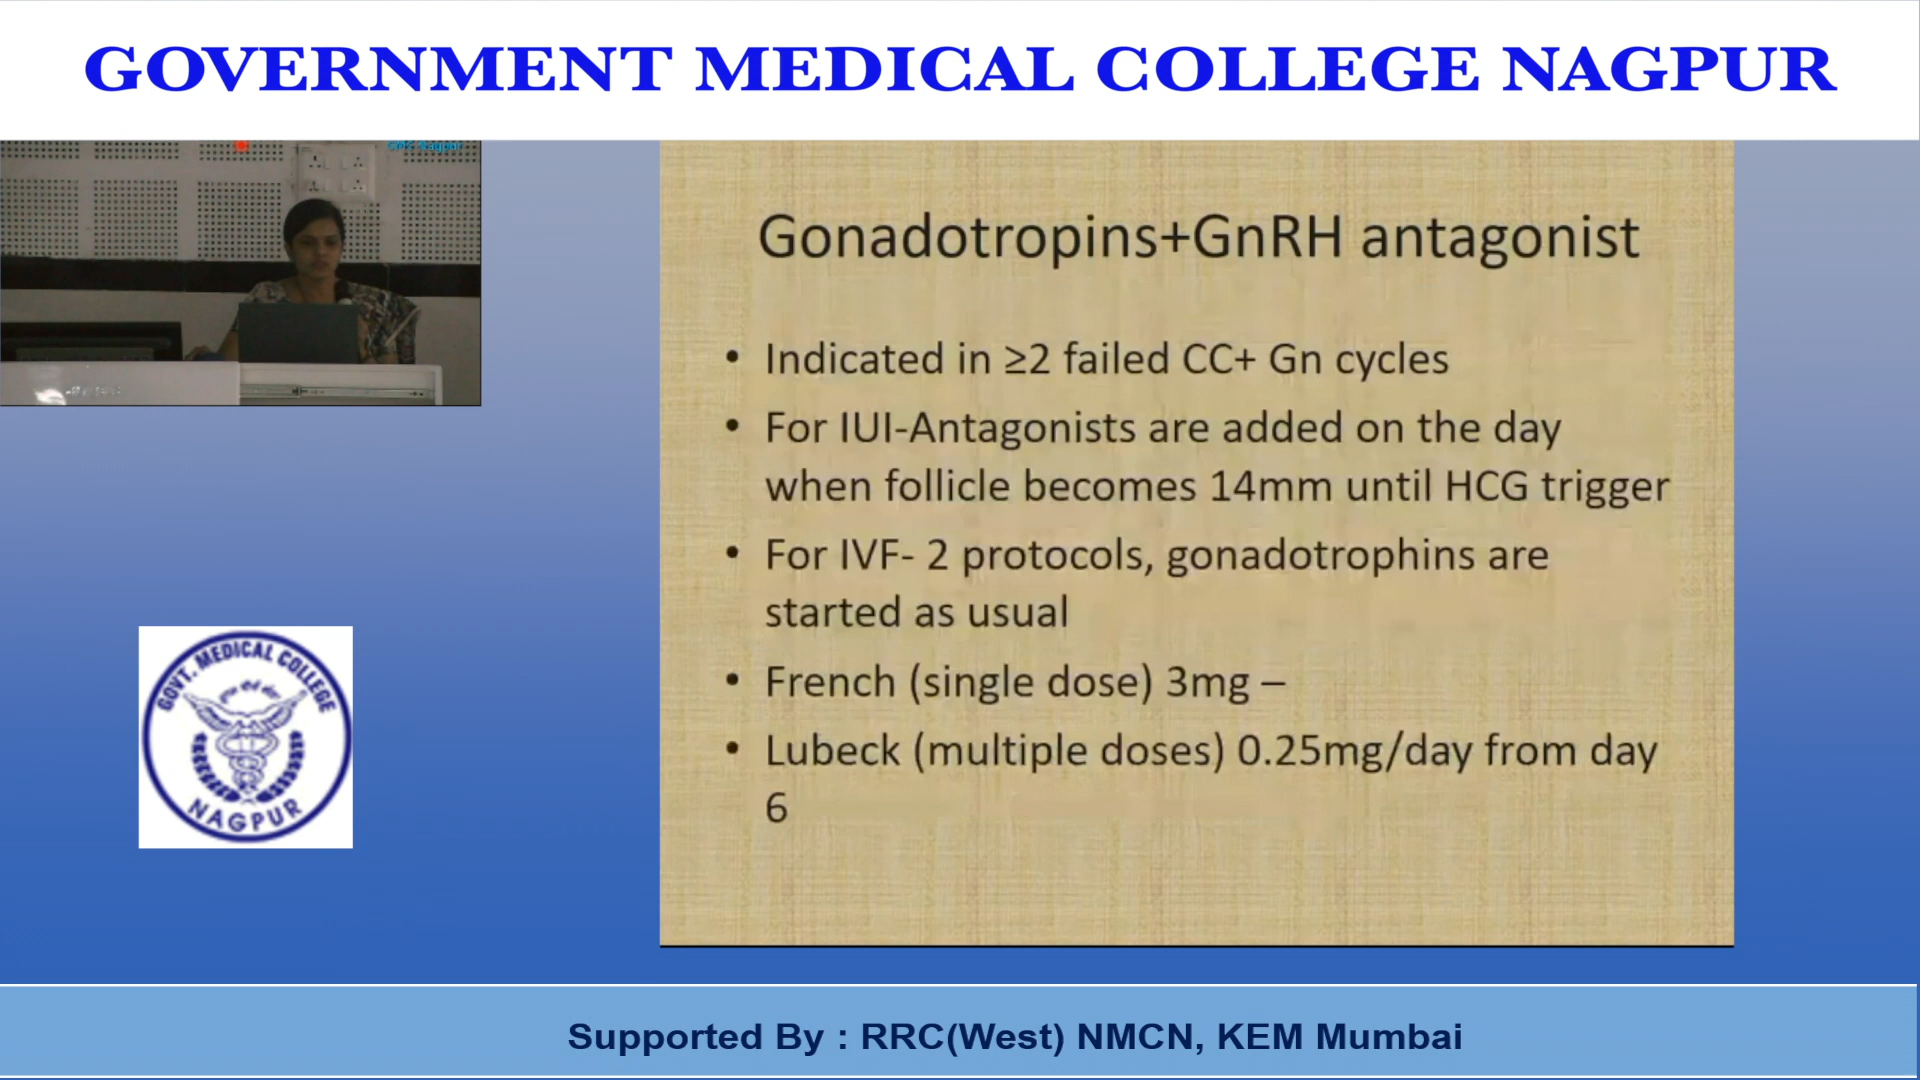 GOVERNMENT MEDICAL COLLEGE NAGPUR
GMC Nagpur
Gonadotropins+GnRH antagonist
• Indicated in ≥2 failed CC+ Gn cycles
• For IUI-Antagonists are added on the day
when follicle becomes 14mm until HCG trigger
• For IVF- 2 protocols, gonadotrophins are
started as usual
• French (single dose) 3mg –
• Lubeck (multiple doses) 0.25mg/day from day
6
GOVT. MEDICAL COLLEGE
NAGPUR
Supported By : RRC(West) NMCN, KEM Mumbai